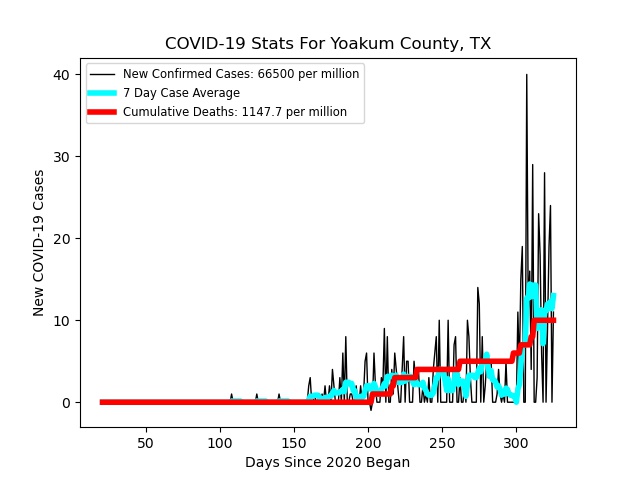 COVID-19 Stats For Yoakum County, TX
New Confirmed Cases: 66500 per million
7 Day Case Average
Cumulative Deaths: 1147.7 per million
New COVID-19 Cases
40
30
20
10
0
50 100 150 200 250 300
Days Since 2020 Began